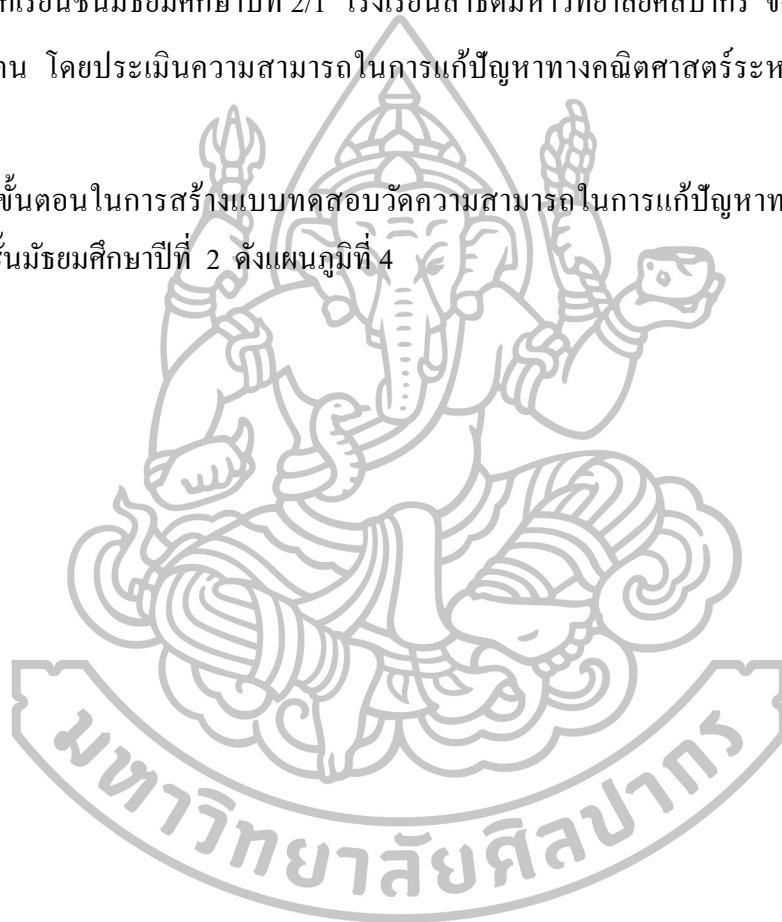 กเรียนชั้นมัธยมศึกษาปีที่ 2/1 โรงเรียนสาธิตมหาวิทยาลัยศิลปากร
าน โดยประเมินความสามารถในการแก้ปัญหาทางคณิตศาสตร์ระห
ขั้นตอนในการสร้างแบบทดสอบวัดความสามารถในการแก้ปัญหาท
ชั้นมัธยมศึกษาปีที่ 2 ดังแผนภูมิที่ 4
มหาวิทยาลัยศิลปากร